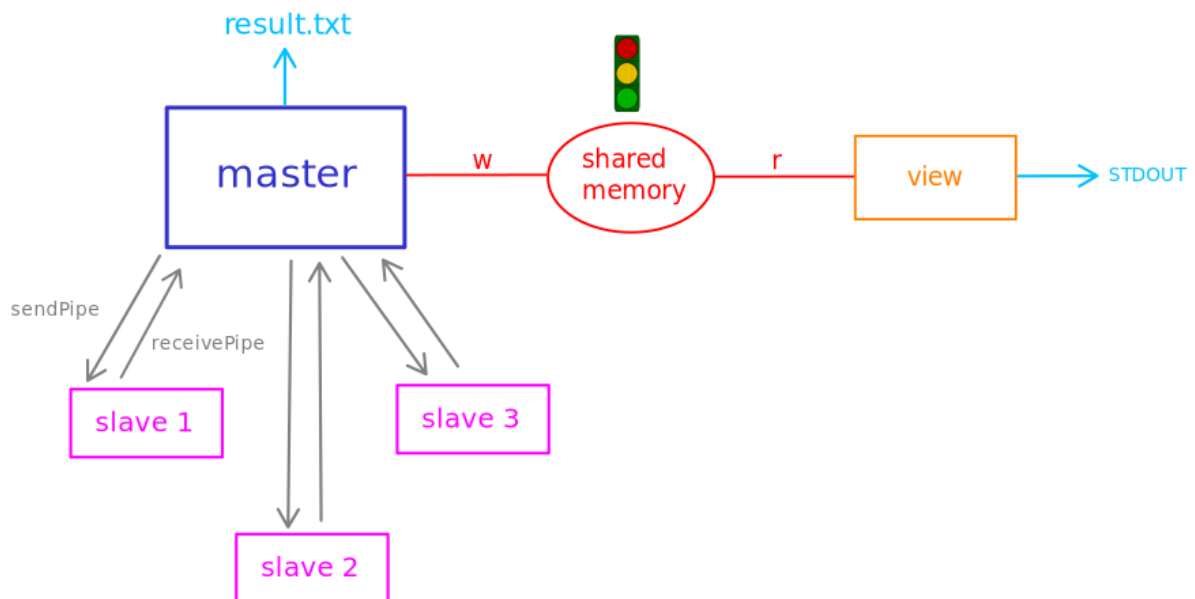 result.txt
master
w
shared
memory
r
view
STDOUT
sendPipe
receivePipe
slave 1
slave 3
slave 2